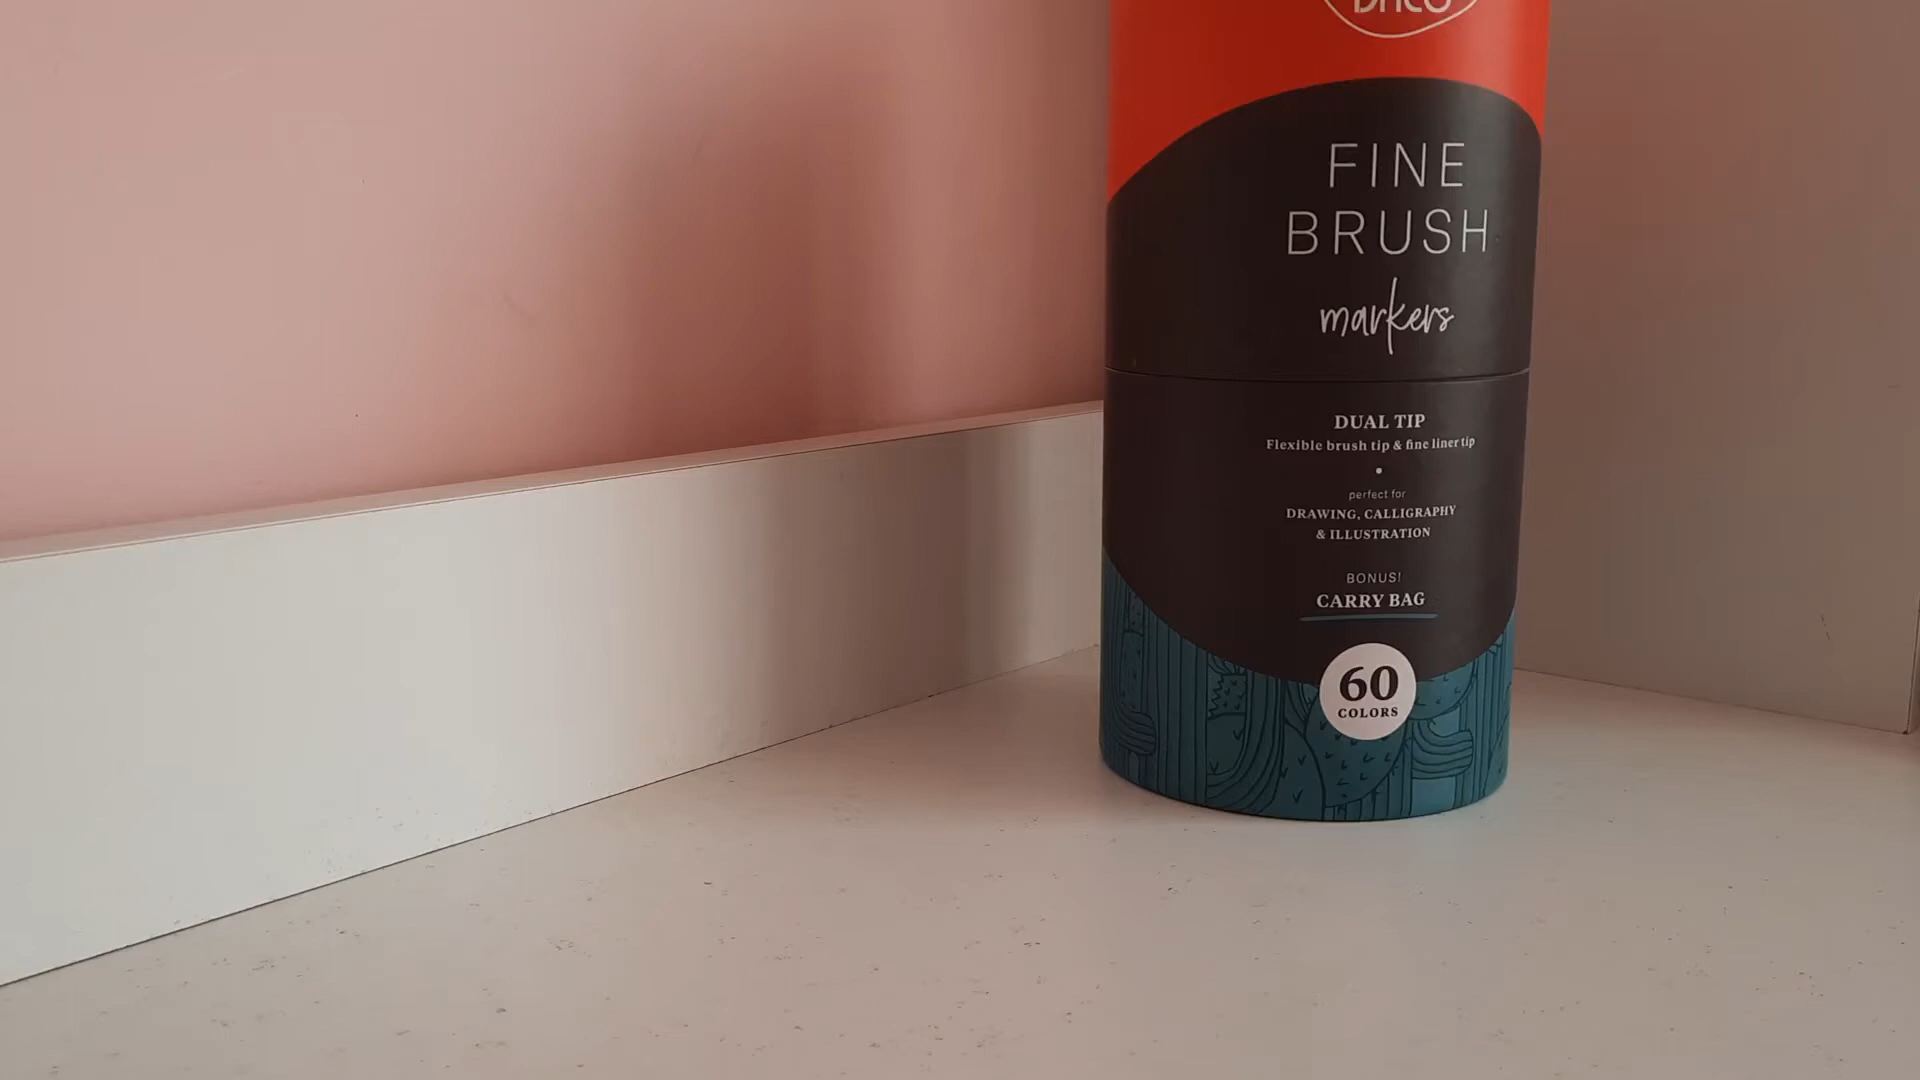 FINE
BRUSH
markers
DUAL TIP
Flexible brush tip & fine liner tip
perfect for
DRAWING, CALLIGRAPHY
& ILLUSTRATION
BONUS!
CARRY BAG
60
COLORS